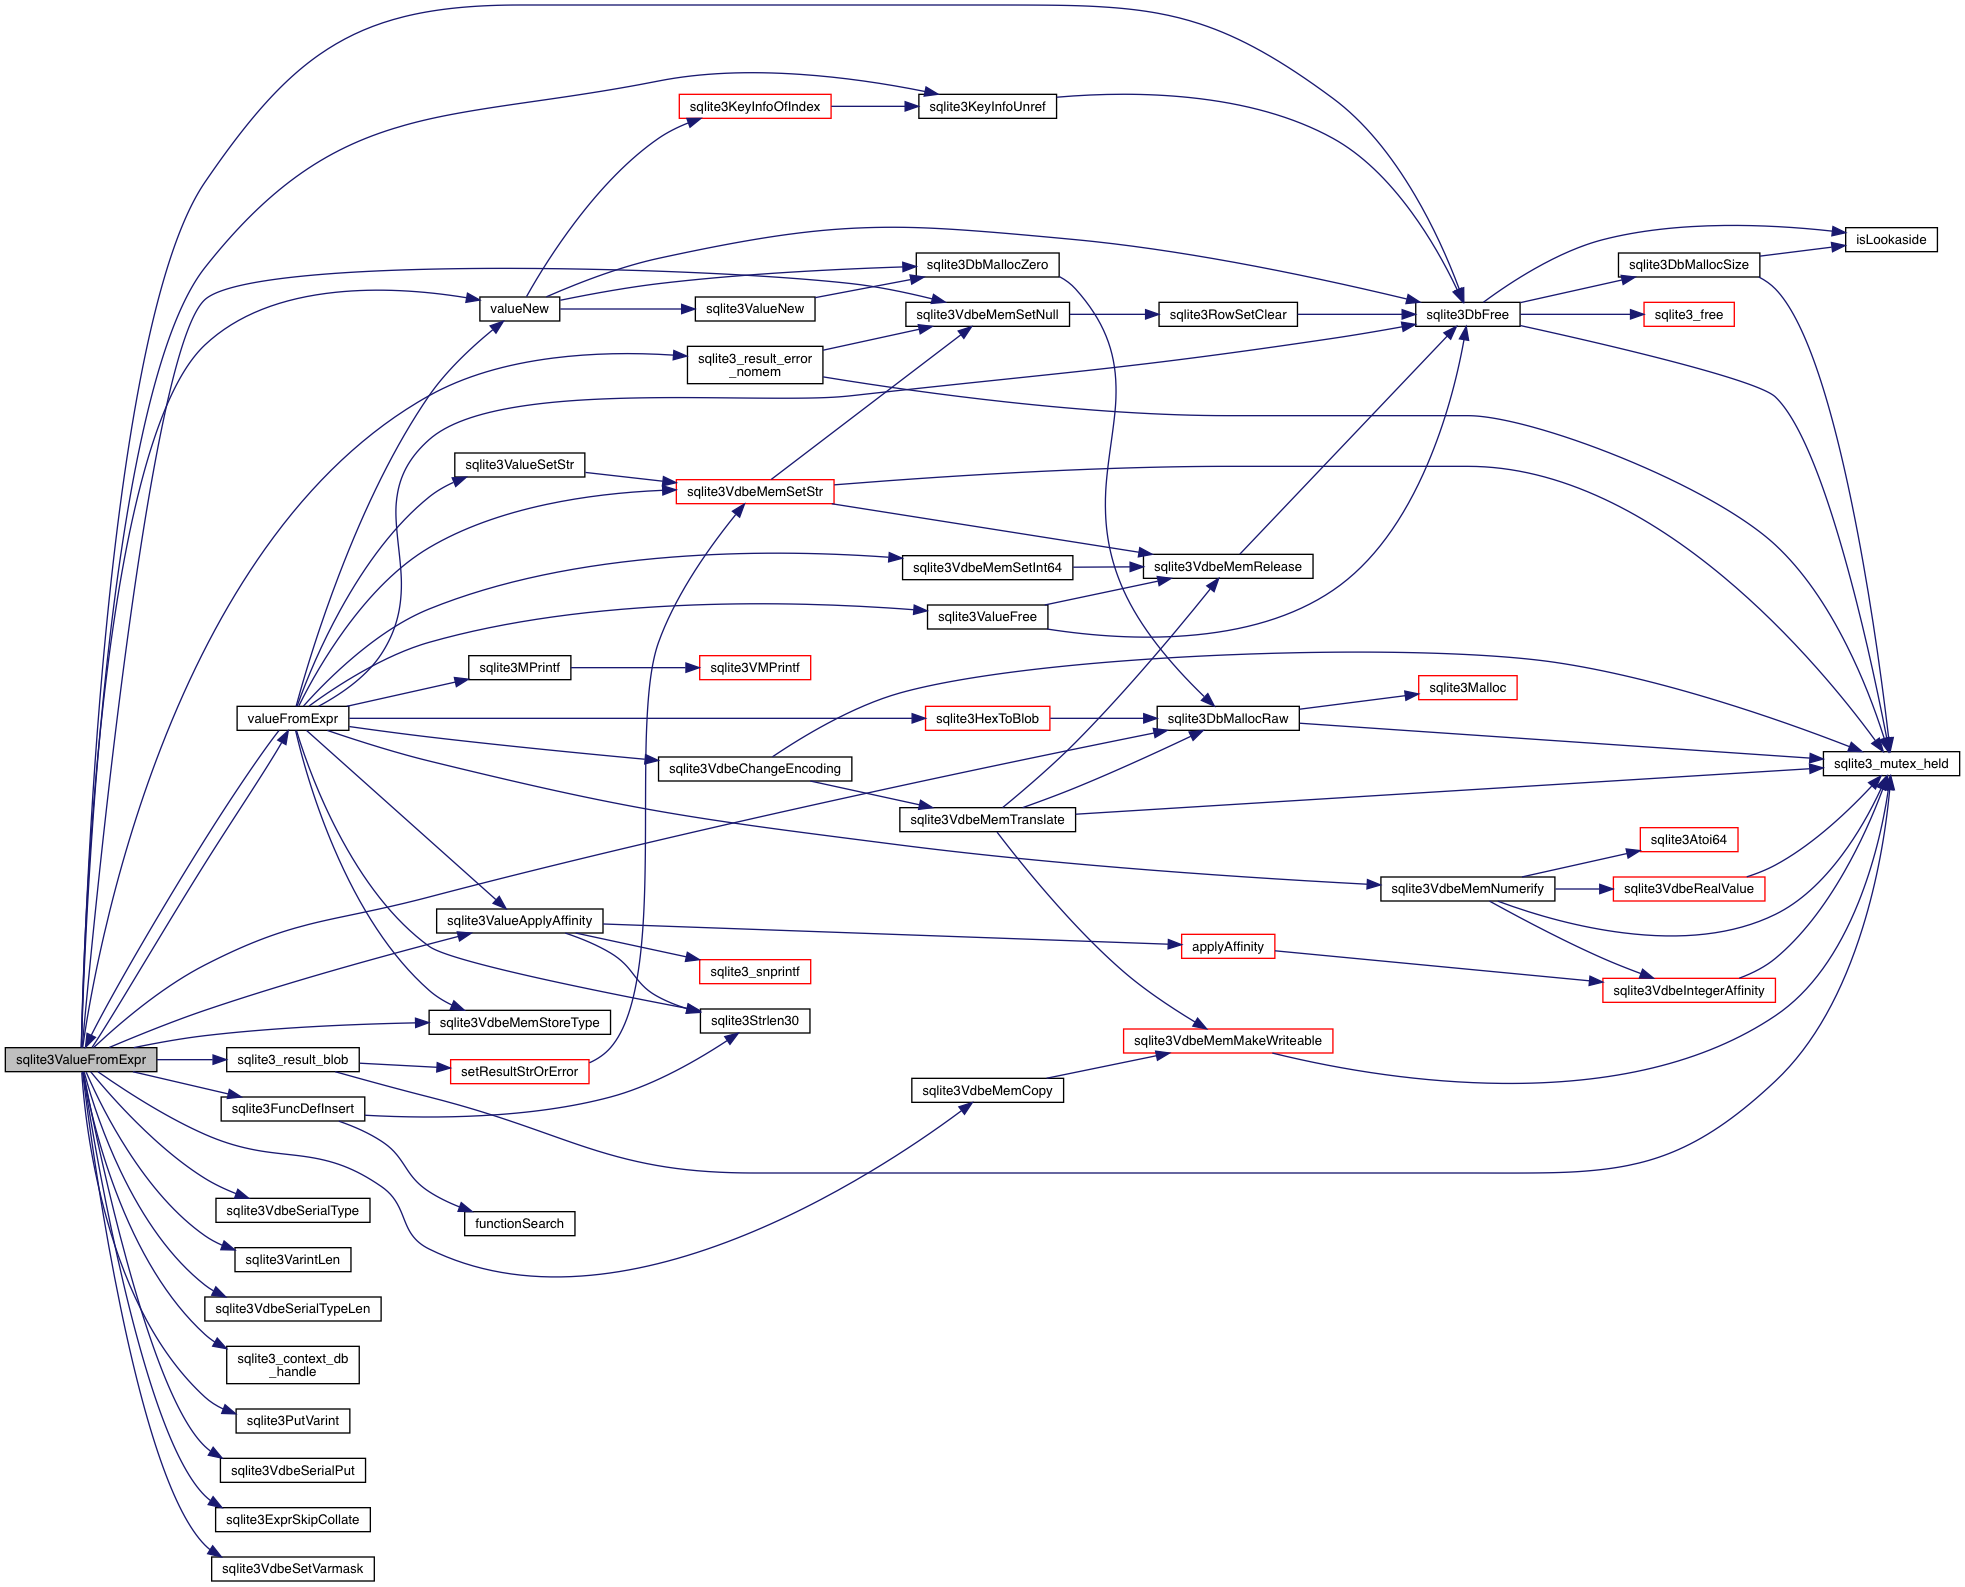 sqlite3KeyInfoOfIndex
sqlite3KeyInfoUnref
isLookaside
sqlite3DbMallocZero
sqlite3DbMallocSize
valueNew
sqlite3ValueNew
sqlite3VdbeMemSetNull
sqlite3RowSetClear
sqlite3DbFree
sqlite3_free
sqlite3_result_error
_nomem
sqlite3ValueSetStr
sqlite3VdbeMemSetStr
sqlite3VdbeMemSetInt64
sqlite3VdbeMemRelease
sqlite3ValueFree
sqlite3MPrintf
sqlite3VMPrintf
sqlite3Malloc
valueFromExpr
sqlite3HexToBlob
sqlite3DbMallocRaw
sqlite3VdbeChangeEncoding
sqlite3_mutex_held
sqlite3VdbeMemTranslate
sqlite3Atoi64
sqlite3VdbeMemNumerify
sqlite3VdbeRealValue
sqlite3ValueApplyAffinity
applyAffinity
sqlite3_snprintf
sqlite3VdbeIntegerAffinity
sqlite3VdbeMemStoreType
sqlite3Strlen30
sqlite3VdbeMemMakeWriteable
sqlite3ValueFromExpr
sqlite3_result_blob
setResultStrOrError
sqlite3VdbeMemCopy
sqlite3FuncDefInsert
sqlite3VdbeSerialType
functionSearch
sqlite3VarintLen
sqlite3VdbeSerialTypeLen
sqlite3_context_db
_handle
sqlite3PutVarint
sqlite3VdbeSerialPut
sqlite3ExprSkipCollate
sqlite3VdbeSetVarmask